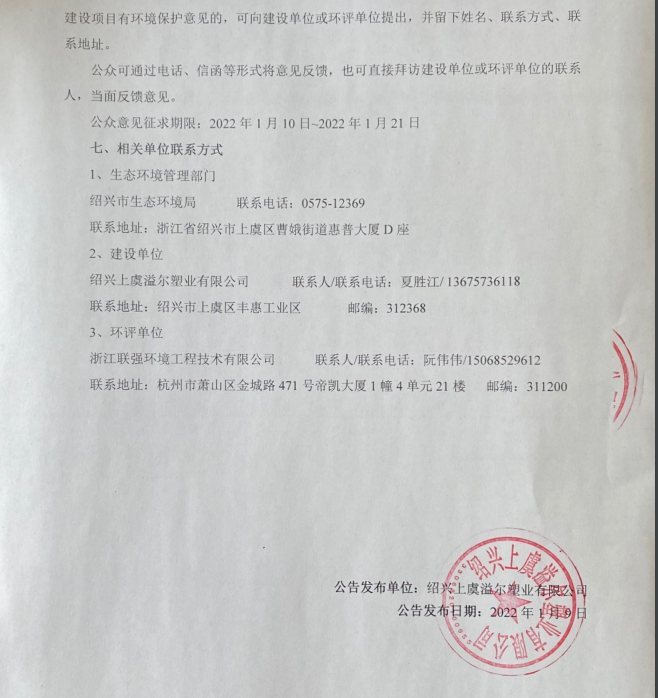 建设项目有环境保护意见的，可向建设单位或环评单位提出，并留下姓名、联系方式、联
系地址。
公众可通过电话、信函等形式将意见反馈，也可直接拜访建设单位或环评单位的联系
人，当面反馈意见。
公众意见征求期限：2022 年 1 月 10 日~2022 年 1 月 21 日
七、相关单位联系方式
1、生态环境管理部门
绍兴市生态环境局 联系电话：0575-12369
联系地址：浙江省绍兴市上虞区曹娥街道惠普大厦 D 座
2、建设单位
绍兴上虞溢尔塑业有限公司 联系人/联系电话：夏胜江/ 13675736118
联系地址：绍兴市上虞区丰惠工业区 邮编：312368
3、环评单位
浙江联强环境工程技术有限公司 联系人/联系电话：阮伟伟/15068529612
联系地址：杭州市萧山区金城路 471 号帝凯大厦 1 幢 4 单元 21 楼 邮编：311200
公告发布单位：绍兴上虞溢尔塑业有限公司
公告发布日期：2022 年 1 月 9 日
绍兴上虞溢尔塑业有限公司